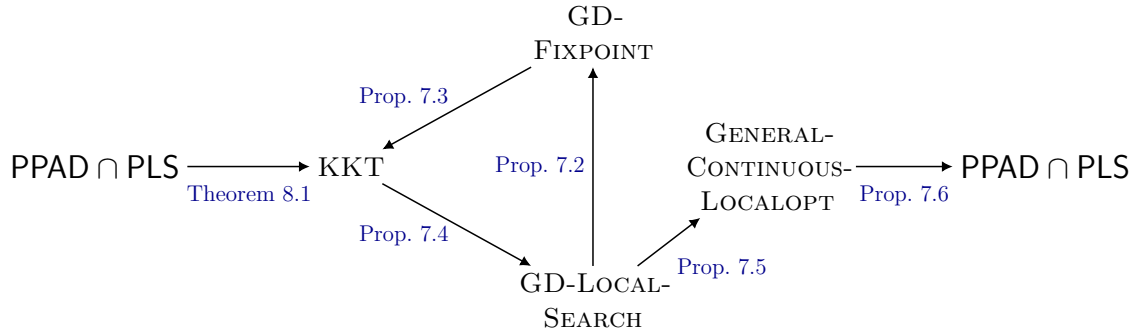 GD-
FIXPOINT
Prop. 7.3
GENERAL-
PPAD ∩ PLS
KKT
Prop. 7.2
CONTINUOUS-
PPAD ∩ PLS
Theorem 8.1
LOCALOPT
Prop. 7.6
Prop. 7.4
Prop. 7.5
GD-LOCAL-
SEARCH